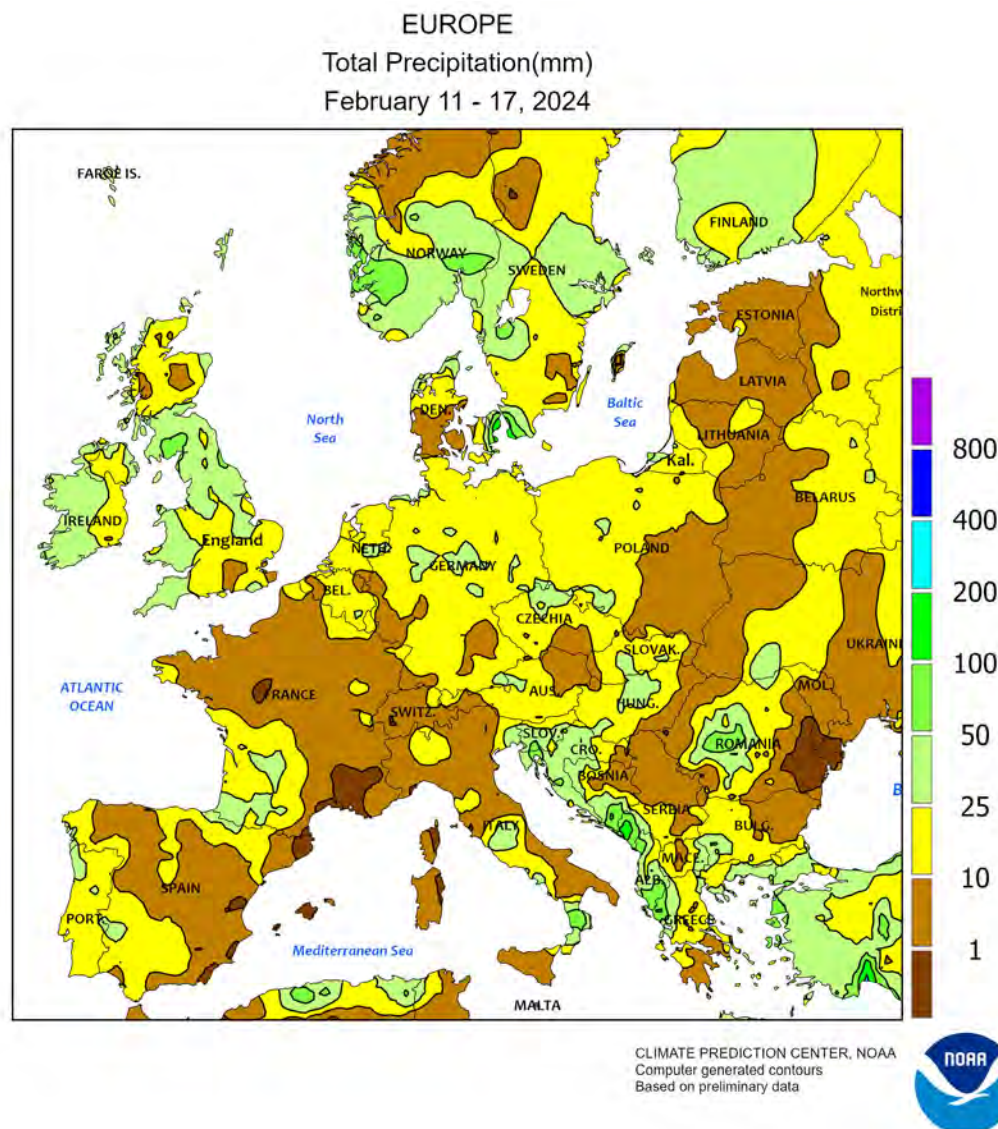 EUROPE
Total Precipitation(mm)
February 11 - 17, 2024
FAROE IS.
FINLAND
NORWAY
SWEDEN
Northw
Distri
ESTONIA
LATVIA
North
Sea
DEN.
Baltic
Sea
LITHUANIA
Kal.
BELARUS
IRELAND
England
NETH.
GERMANY
POLAND
BEL.
CZECHIA
UKRAINI
SLOVAK.
ATLANTIC
OCEAN
FRANCE
AUS.
MOL.
SWITZ.
HUNG.
SLOV.
CRO.
ROMANIA
BOSNIA
B
SERBIA
ITALY
BULG.
MACE.
SPAIN
ALB.
PORT.
GREECE
Mediterranean Sea
MALTA
800
400
200
100
50
25
10
1
CLIMATE PREDICTION CENTER, NOAA
Computer generated contours
Based on preliminary data
NOAA